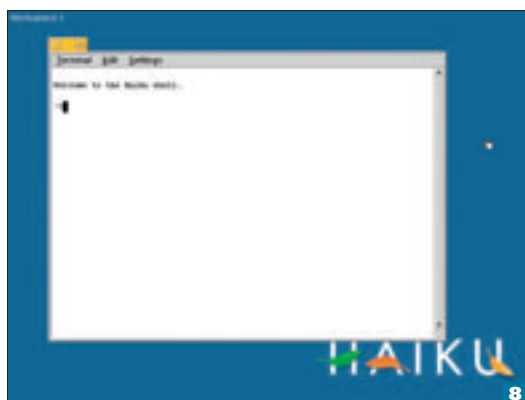 Workspace 1
Terminal Edit Settings
Welcome to the Haiku shell.
~>
HAIKU
8